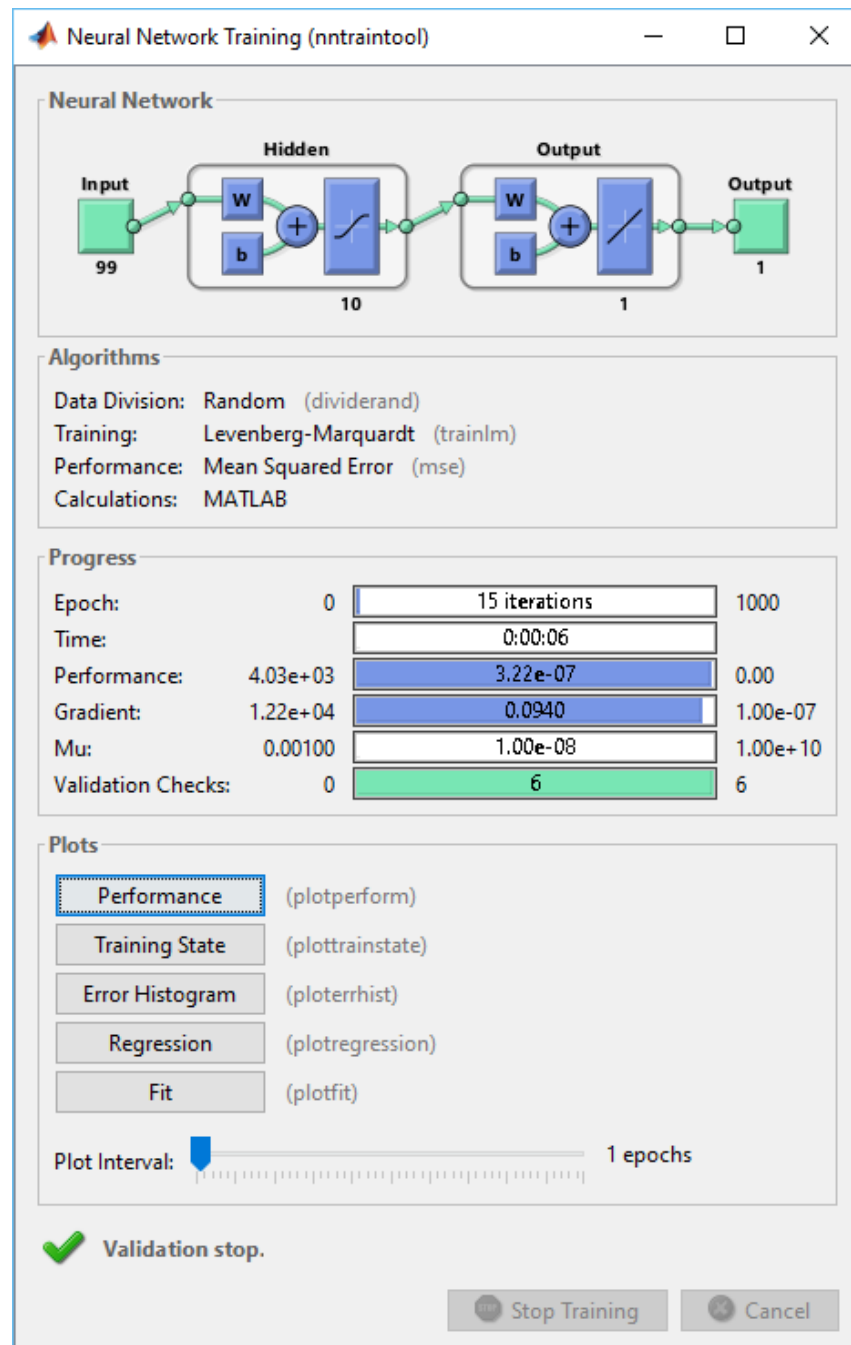 Neural Network Training (nntraintool)
Neural Network
Hidden
Output
Input
W
b
W
b
Output
99
10
1
1
Algorithms
Data Division: Random (dividerand)
Training: Levenberg-Marquardt (trainlm)
Performance: Mean Squared Error (mse)
Calculations: MATLAB
Progress
Epoch: 0 15 iterations 1000
Time: 0:00:06
Performance: 4.03e+03 3.22e-07 0.00
Gradient: 1.22e+04 0.0940 1.00e-07
Mu: 0.00100 1.00e-08 1.00e+10
Validation Checks: 0 6 6
Plots
Performance (plotperform)
Training State (plottrainstate)
Error Histogram (ploterrhist)
Regression (plotregression)
Fit (plotfit)
Plot Interval: 1 epochs
Validation stop.
STOP Stop Training Cancel